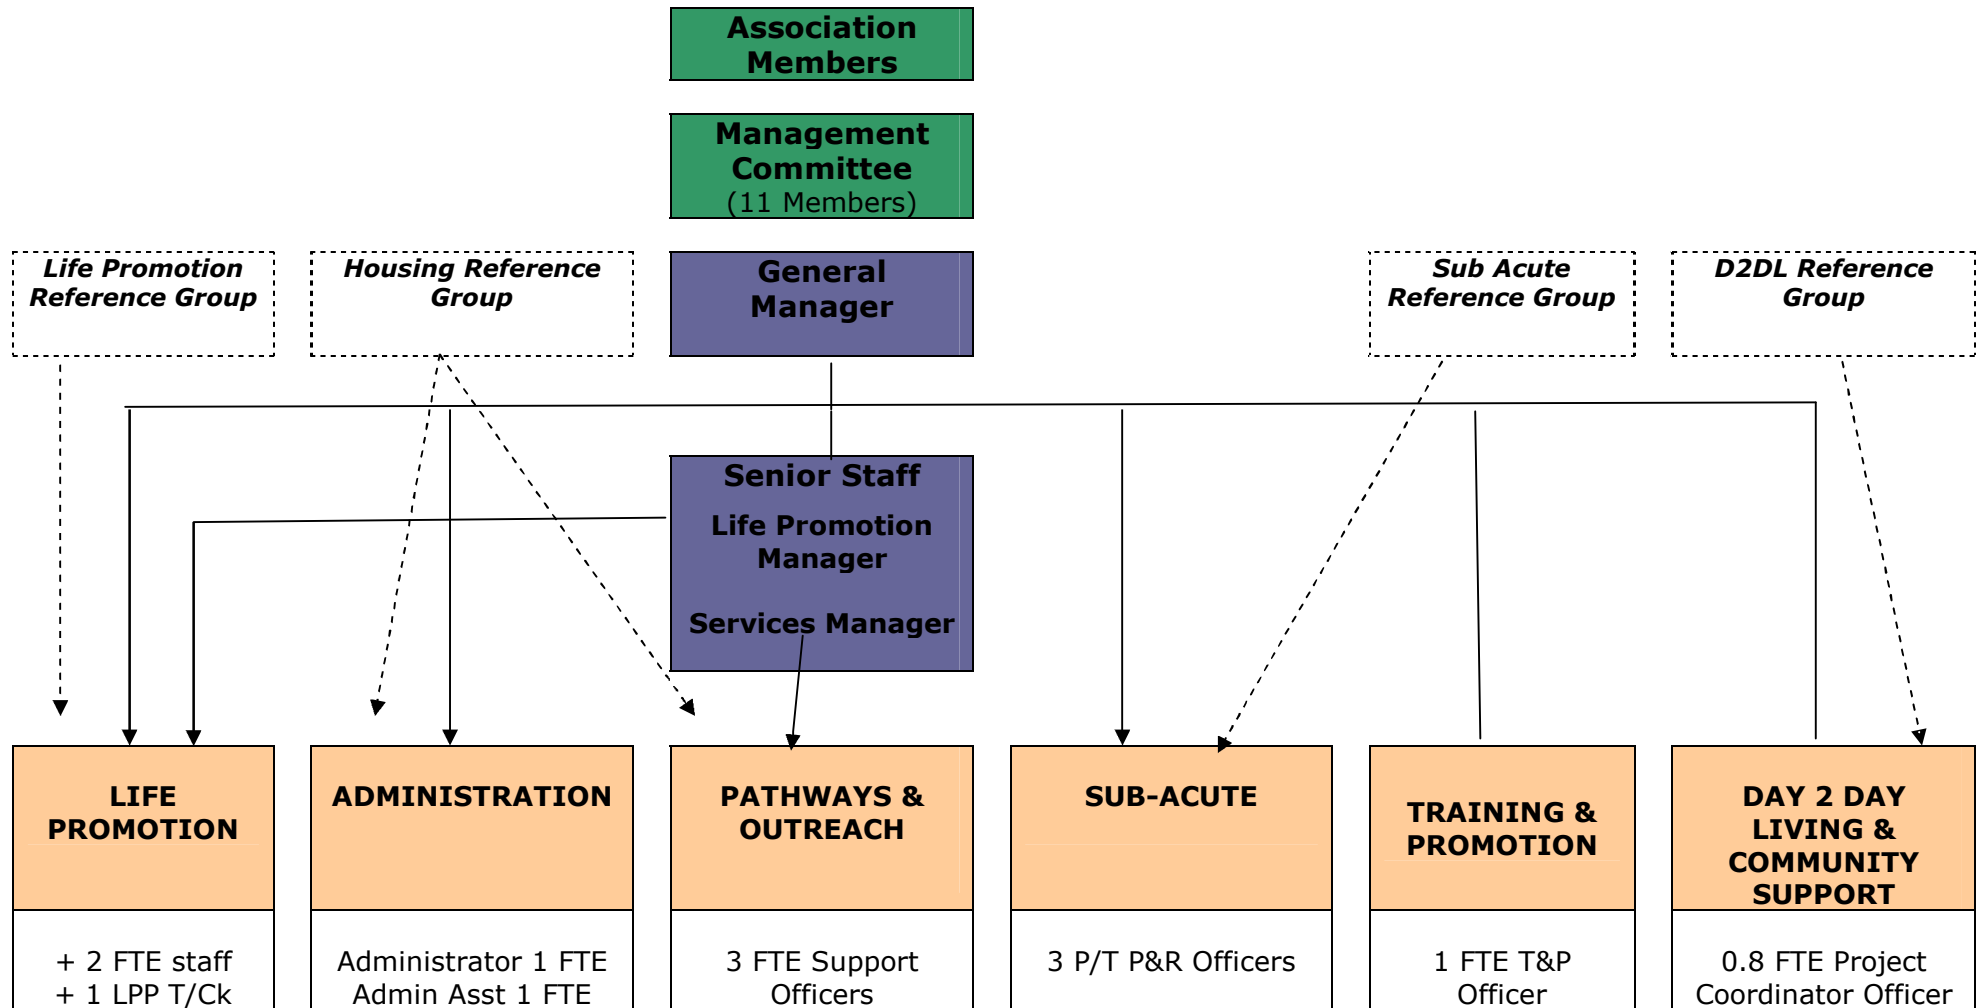 Association
Members
Management
Committee
(11 Members)
Life Promotion
Reference Group
Housing Reference
Group
General
Manager
Sub Acute
Reference Group
D2DL Reference
Group
Senior Staff
Life Promotion
Manager
Services Manager
LIFE
PROMOTION
ADMINISTRATION
PATHWAYS &
OUTREACH
SUB-ACUTE
TRAINING &
PROMOTION
DAY 2 DAY
LIVING &
COMMUNITY
SUPPORT
+ 2 FTE staff
+ 1 LPP T/Ck
Administrator 1 FTE
Admin Asst 1 FTE
3 FTE Support
Officers
3 P/T P&R Officers
1 FTE T&P
Officer
0.8 FTE Project
Coordinator Officer